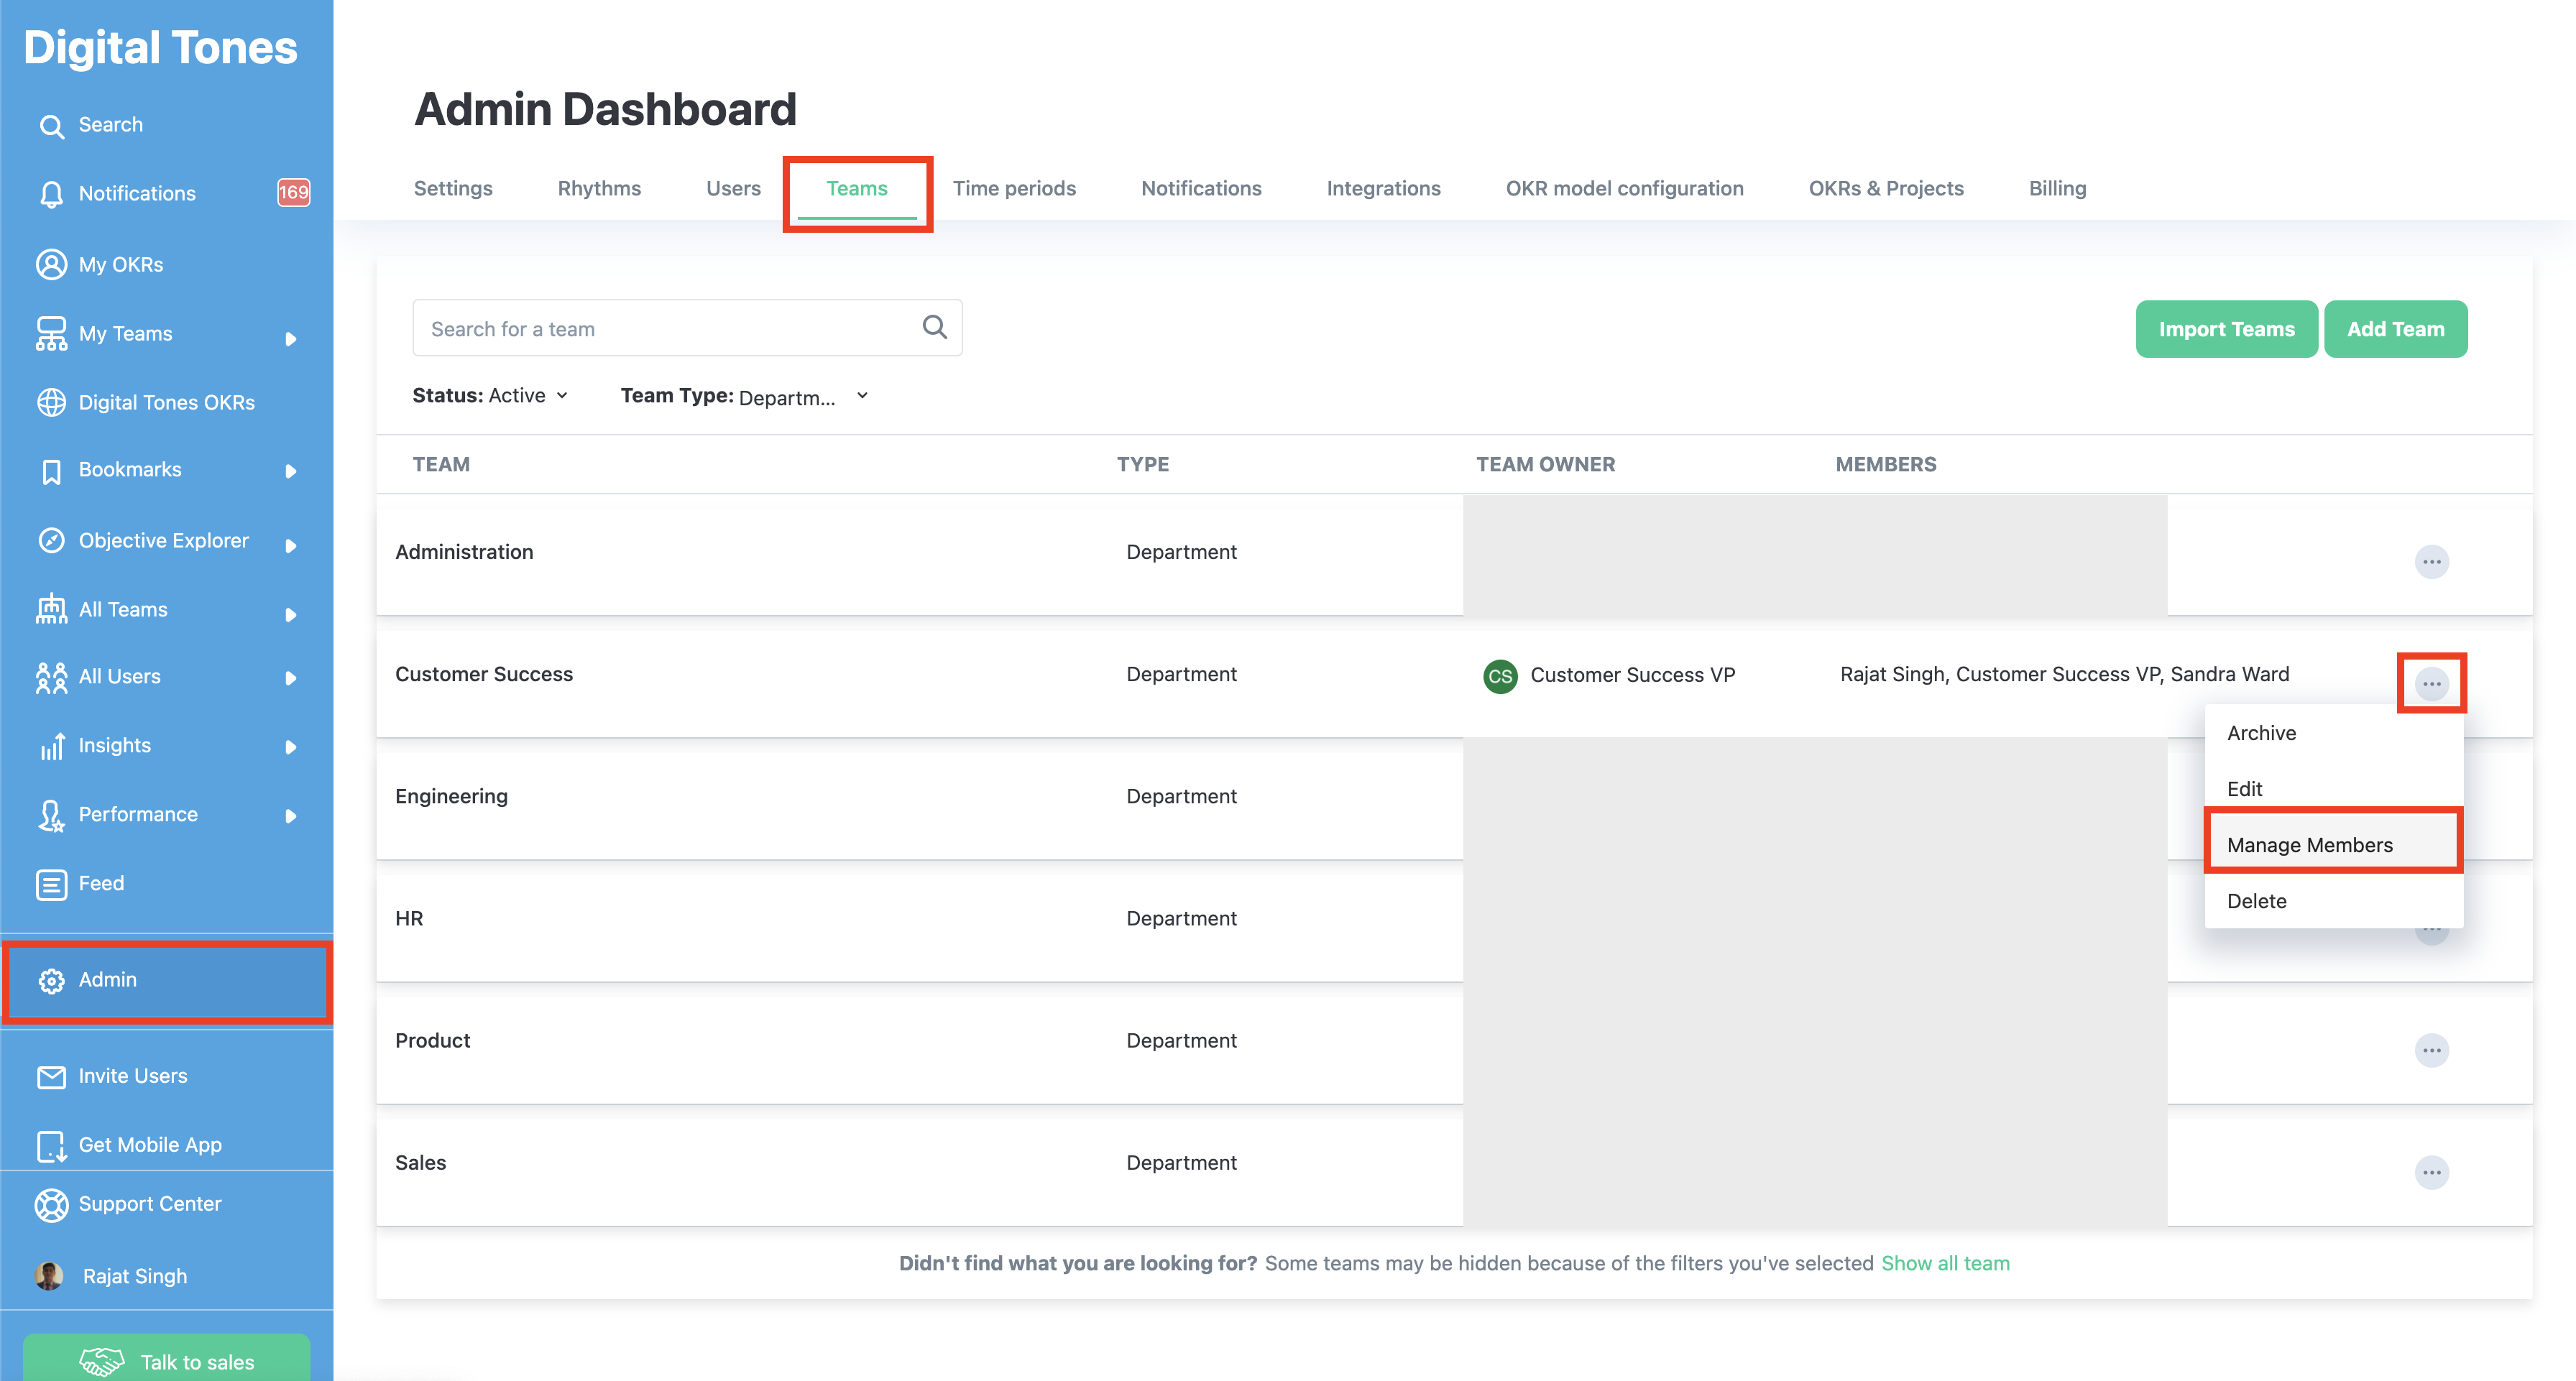 Digital Tones
Search
Notifications 169
My OKRs
My Teams
Digital Tones OKRs
Bookmarks
Objective Explorer
All Teams
All Users
Insights
Performance
Feed
Admin
Invite Users
Get Mobile App
Support Center
Rajat Singh
Talk to sales
Admin Dashboard
Settings Rhythms Users Teams Time periods Notifications Integrations OKR model configuration OKRs & Projects Billing
Search for a team
Import Teams Add Team
Status: Active Team Type: Departm...
TEAM TYPE TEAM OWNER MEMBERS
Administration Department
Customer Success Department CS Customer Success VP Rajat Singh, Customer Success VP, Sandra Ward
Archive
Edit
Manage Members
Delete
Engineering Department
HR Department
Product Department
Sales Department
Didn't find what you are looking for? Some teams may be hidden because of the filters you've selected Show all team